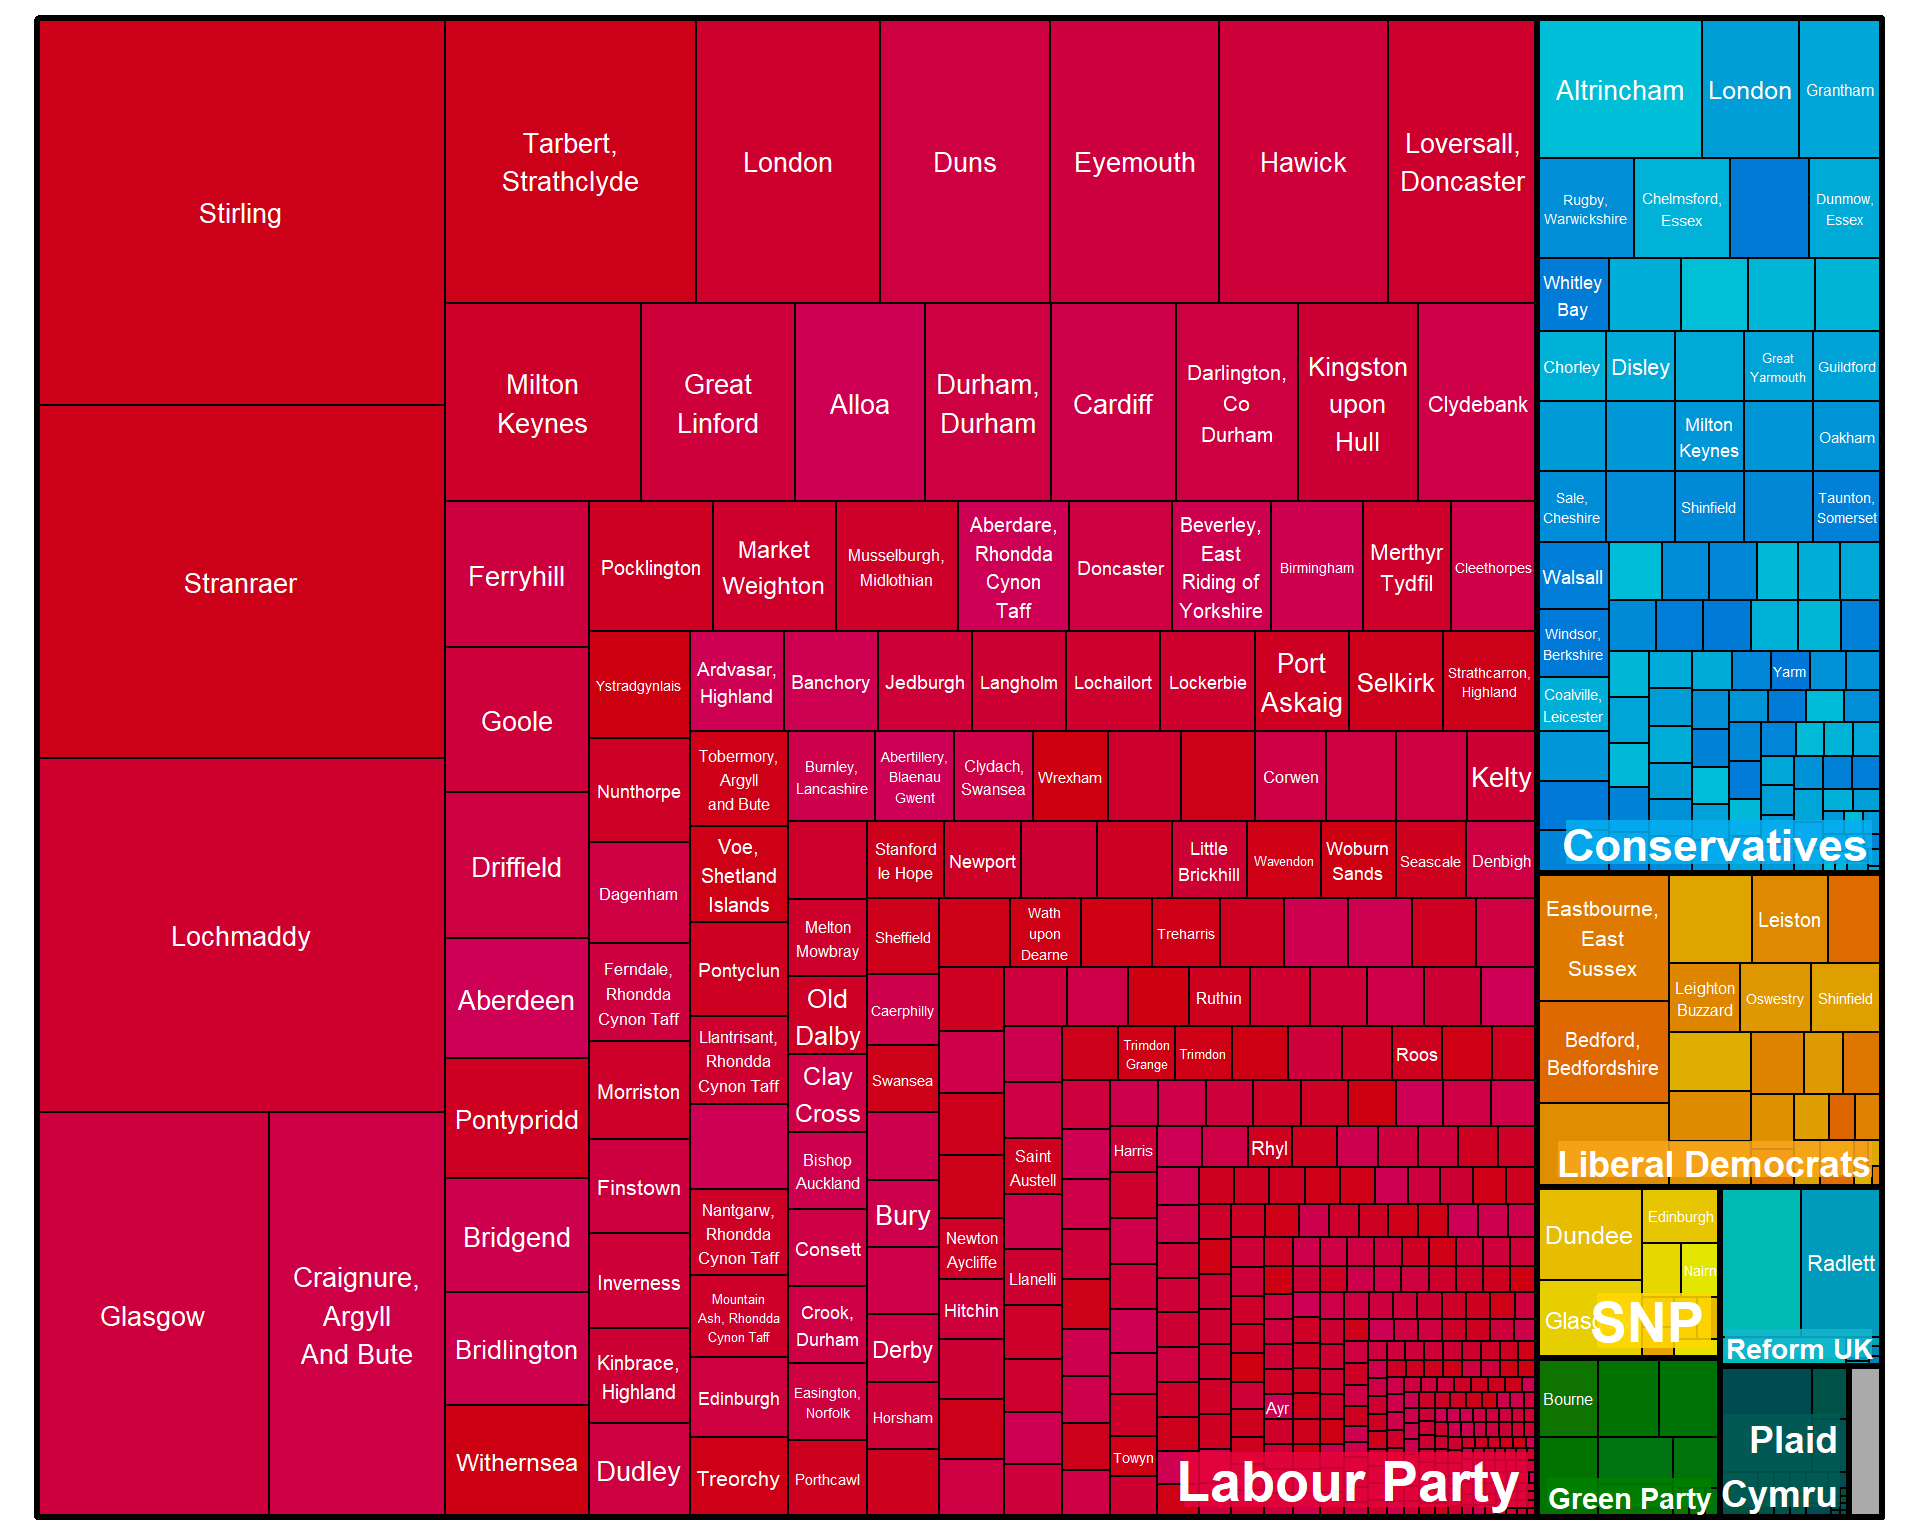 Stirling
Stranraer
Lochmaddy
Glasgow
Craignure,
Argyll
And Bute
Tarbert,
Strathclyde
London
Duns
Eyemouth
Hawick
Loversall,
Doncaster
Milton
Keynes
Great
Linford
Alloa
Durham,
Durham
Cardiff
Darlington,
Co
Durham
Kingston
upon
Hull
Clydebank
Ferryhill
Goole
Driffield
Aberdeen
Pontypridd
Bridgend
Bridlington
Withernsea
Pocklington
Market
Weighton
Musselburgh,
Midlothian
Aberdare,
Rhondda
Cynon
Taff
Doncaster
Beverley,
East
Riding of
Yorkshire
Birmingham
Merthyr
Tydfil
Cleethorpes
Ystradgynlais
Nunthorpe
Dagenham
Ferndale,
Rhondda
Cynon Taff
Morriston
Finstown
Inverness
Kinbrace,
Highland
Dudley
Ardvasar,
Highland
Banchory
Jedburgh
Langholm
Lochailort
Lockerbie
Port
Askaig
Selkirk
Strathcarron,
Highland
Tobermory,
Argyll
and Bute
Voe,
Shetland
Islands
Pontyclun
Llantrisant,
Rhondda
Cynon Taff
Nantgarw,
Rhondda
Cynon Taff
Mountain
Ash, Rhondda
Cynon Taff
Edinburgh
Treorchy
Burnley,
Lancashire
Abertillery,
Blaenau
Gwent
Clydach,
Swansea
Wrexham
Corwen
Kelty
Melton
Mowbray
Old
Dalby
Clay
Cross
Bishop
Auckland
Consett
Crook,
Durham
Easington,
Norfolk
Porthcawl
Stanford
le Hope
Newport
Little
Brickhill
Wavendon
Woburn
Sands
Seascale
Denbigh
Sheffield
Caerphilly
Swansea
Bury
Derby
Horsham
Wath
upon
Dearne
Treharris
Newton
Aycliffe
Hitchin
Ruthin
Saint
Austell
Llanelli
Trimdon
Grange
Trimdon
Roos
Harris
Towyn
Rhyl
Ayr
Labour Party
Altrincham
London
Grantham
Rugby,
Warwickshire
Chelmsford,
Essex
Dunmow,
Essex
Whitley
Bay
Chorley
Disley
Great
Yarmouth
Guildford
Milton
Keynes
Oakham
Sale,
Cheshire
Shinfield
Taunton,
Somerset
Walsall
Windsor,
Berkshire
Coalville,
Leicester
Yarm
Conservatives
Eastbourne,
East
Sussex
Bedford,
Bedfordshire
Leiston
Leighton
Buzzard
Oswestry
Shinfield
Liberal Democrats
Dundee
Edinburgh
Nairn
SNP
Radlett
Reform UK
Bourne
Green Party
Plaid
Cymru